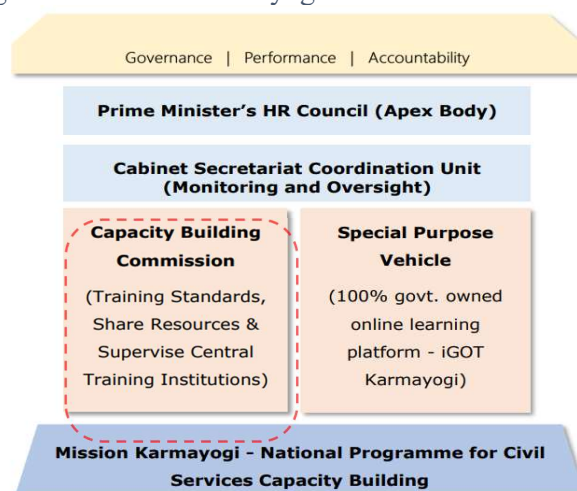 Governance | Performance | Accountability
Prime Minister's HR Council (Apex Body)
Cabinet Secretariat Coordination Unit
(Monitoring and Oversight)
Capacity Building
Commission
(Training Standards,
Share Resources &
Supervise Central
Training Institutions)
Special Purpose
Vehicle
(100% govt. owned
online learning
platform - iGOT
Karmayogi)
Mission Karmayogi - National Programme for Civil
Services Capacity Building